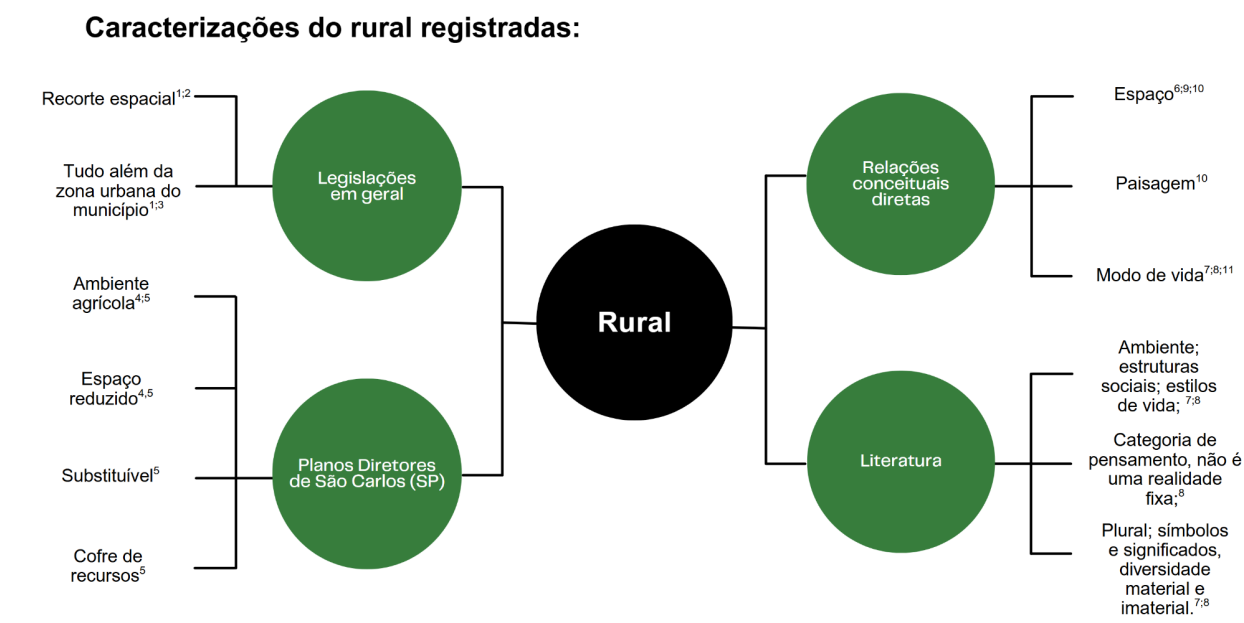 Caracterizações do rural registradas:
Recorte espacial1;2
Tudo além da
zona urbana do
município1;3
Legislações
em geral
Ambiente
agrícola4;5
Espaço
reduzido4,5
Substituível5
Cofre de
recursos5
Planos Diretores
de São Carlos (SP)
Rural
Relações
conceituais
diretas
Espaço6;9;10
Paisagem10
Modo de vida7;8;11
Literatura
Ambiente;
estruturas
sociais; estilos
de vida; 7;8
Categoria de
pensamento, não é
uma realidade
fixa;8
Plural; símbolos
e significados,
diversidade
material e
imaterial.7;8